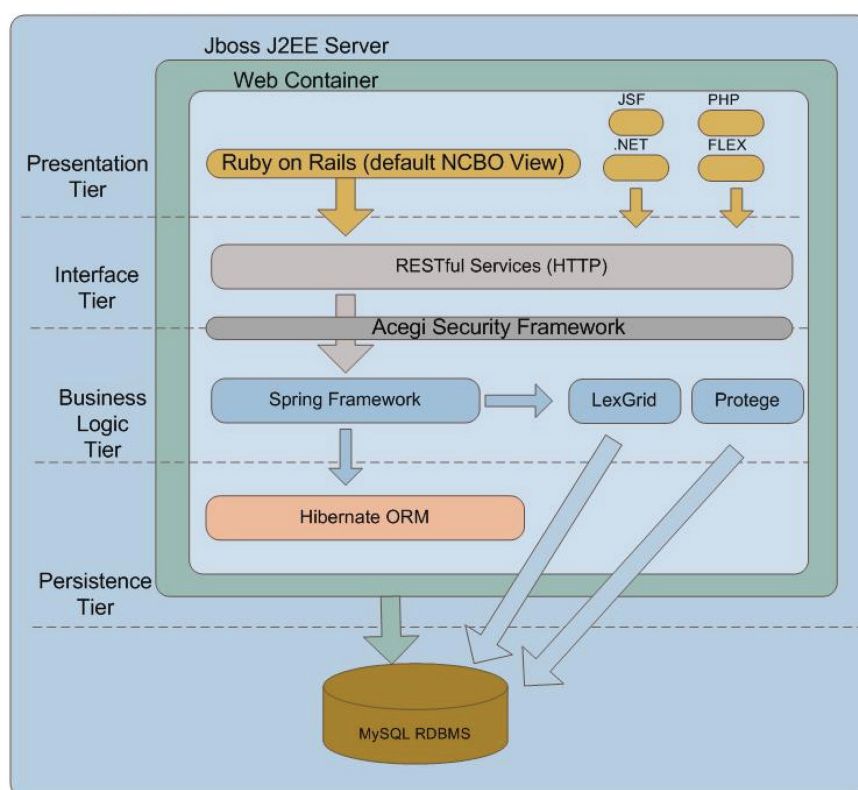 Jboss J2EE Server
Web Container
JSF
PHP
Presentation
Tier
Ruby on Rails (default NCBO View)
.NET
FLEX
Interface
Tier
RESTful Services (HTTP)
Acegi Security Framework
Business
Logic
Tier
Spring Framework
LexGrid
Protege
Hibernate ORM
Persistence
Tier
MySQL RDBMS